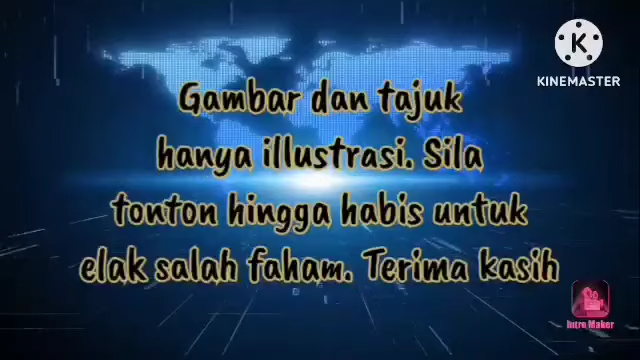 KINEMASTER
Gambar dan tajuk
hanya illustrasi. Sila
tonton hingga habis untuk
elak salah faham. Terima kasih
Intro Maker